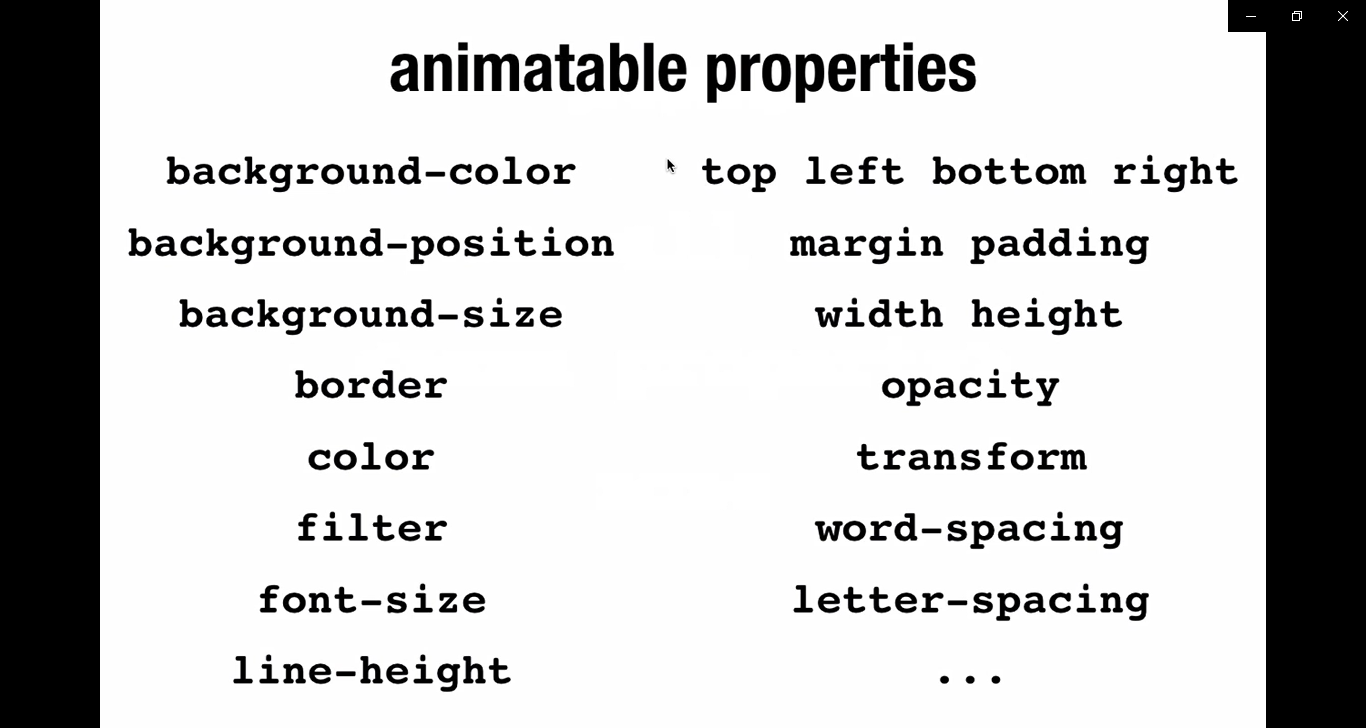 animatable properties
background-color
background-position
background-size
border
color
filter
font-size
line-height
top left bottom right
margin padding
width height
opacity
transform
word-spacing
letter-spacing
...